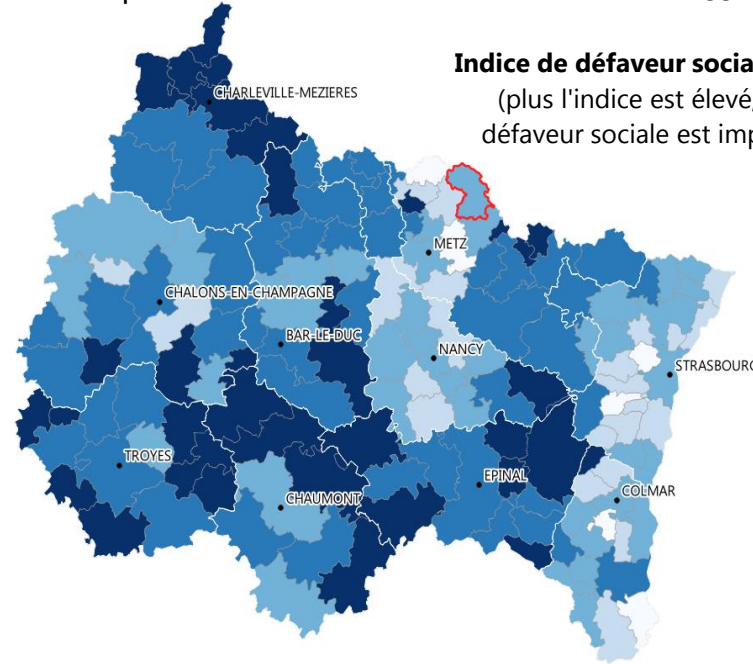 Indice de défaveur socia
(plus l'indice est élevé,
défaveur sociale est imp
CHARLEVILLE-MEZIERES
METZ
CHALONS-EN-CHAMPAGNE
BAR-LE-DUC
NANCY
STRASBOURG
TROYES
EPINAL
COLMAR
CHAUMONT